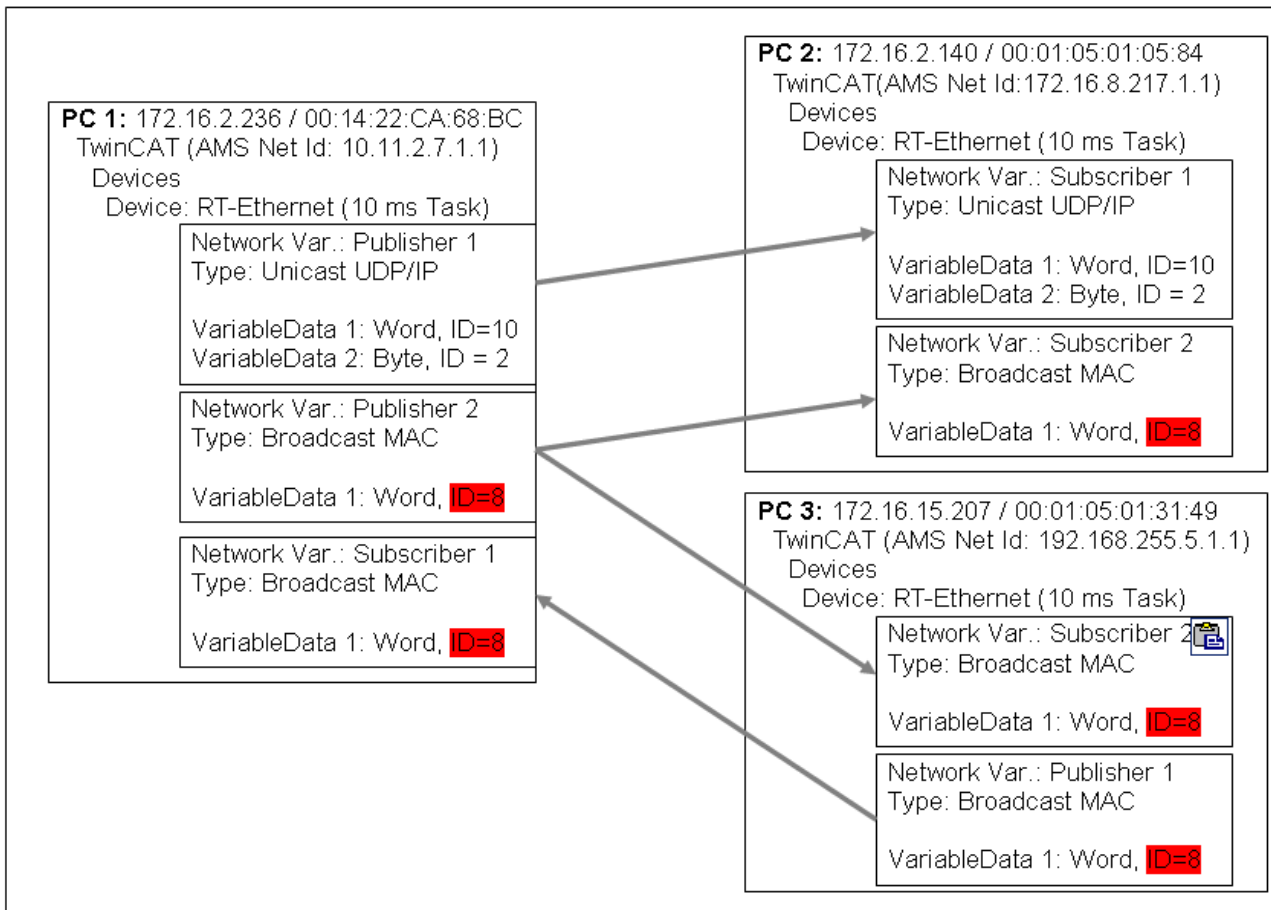 PC 1: 172.16.2.236 / 00:14:22:CA:68:BC
TwinCAT (AMS Net Id: 10.11.2.7.1.1)
Devices
Device: RT-Ethernet (10 ms Task)
Network Var.: Publisher 1
Type: Unicast UDP/IP
VariableData 1: Word, ID=10
VariableData 2: Byte, ID = 2
Network Var.: Publisher 2
Type: Broadcast MAC
VariableData 1: Word, ID=8
Network Var.: Subscriber 1
Type: Broadcast MAC
VariableData 1: Word, ID=8
PC 2: 172.16.2.140 / 00:01:05:01:05:84
TwinCAT(AMS Net Id:172.16.8.217.1.1)
Devices
Device: RT-Ethernet (10 ms Task)
Network Var.: Subscriber 1
Type: Unicast UDP/IP
VariableData 1: Word, ID=10
VariableData 2: Byte, ID = 2
Network Var.: Subscriber 2
Type: Broadcast MAC
VariableData 1: Word, ID=8
PC 3: 172.16.15.207 / 00:01:05:01:31:49
TwinCAT (AMS Net Id: 192.168.255.5.1.1)
Devices
Device: RT-Ethernet (10 ms Task)
Network Var.: Subscriber 2
Type: Broadcast MAC
VariableData 1: Word, ID=8
Network Var.: Publisher 1
Type: Broadcast MAC
VariableData 1: Word, ID=8